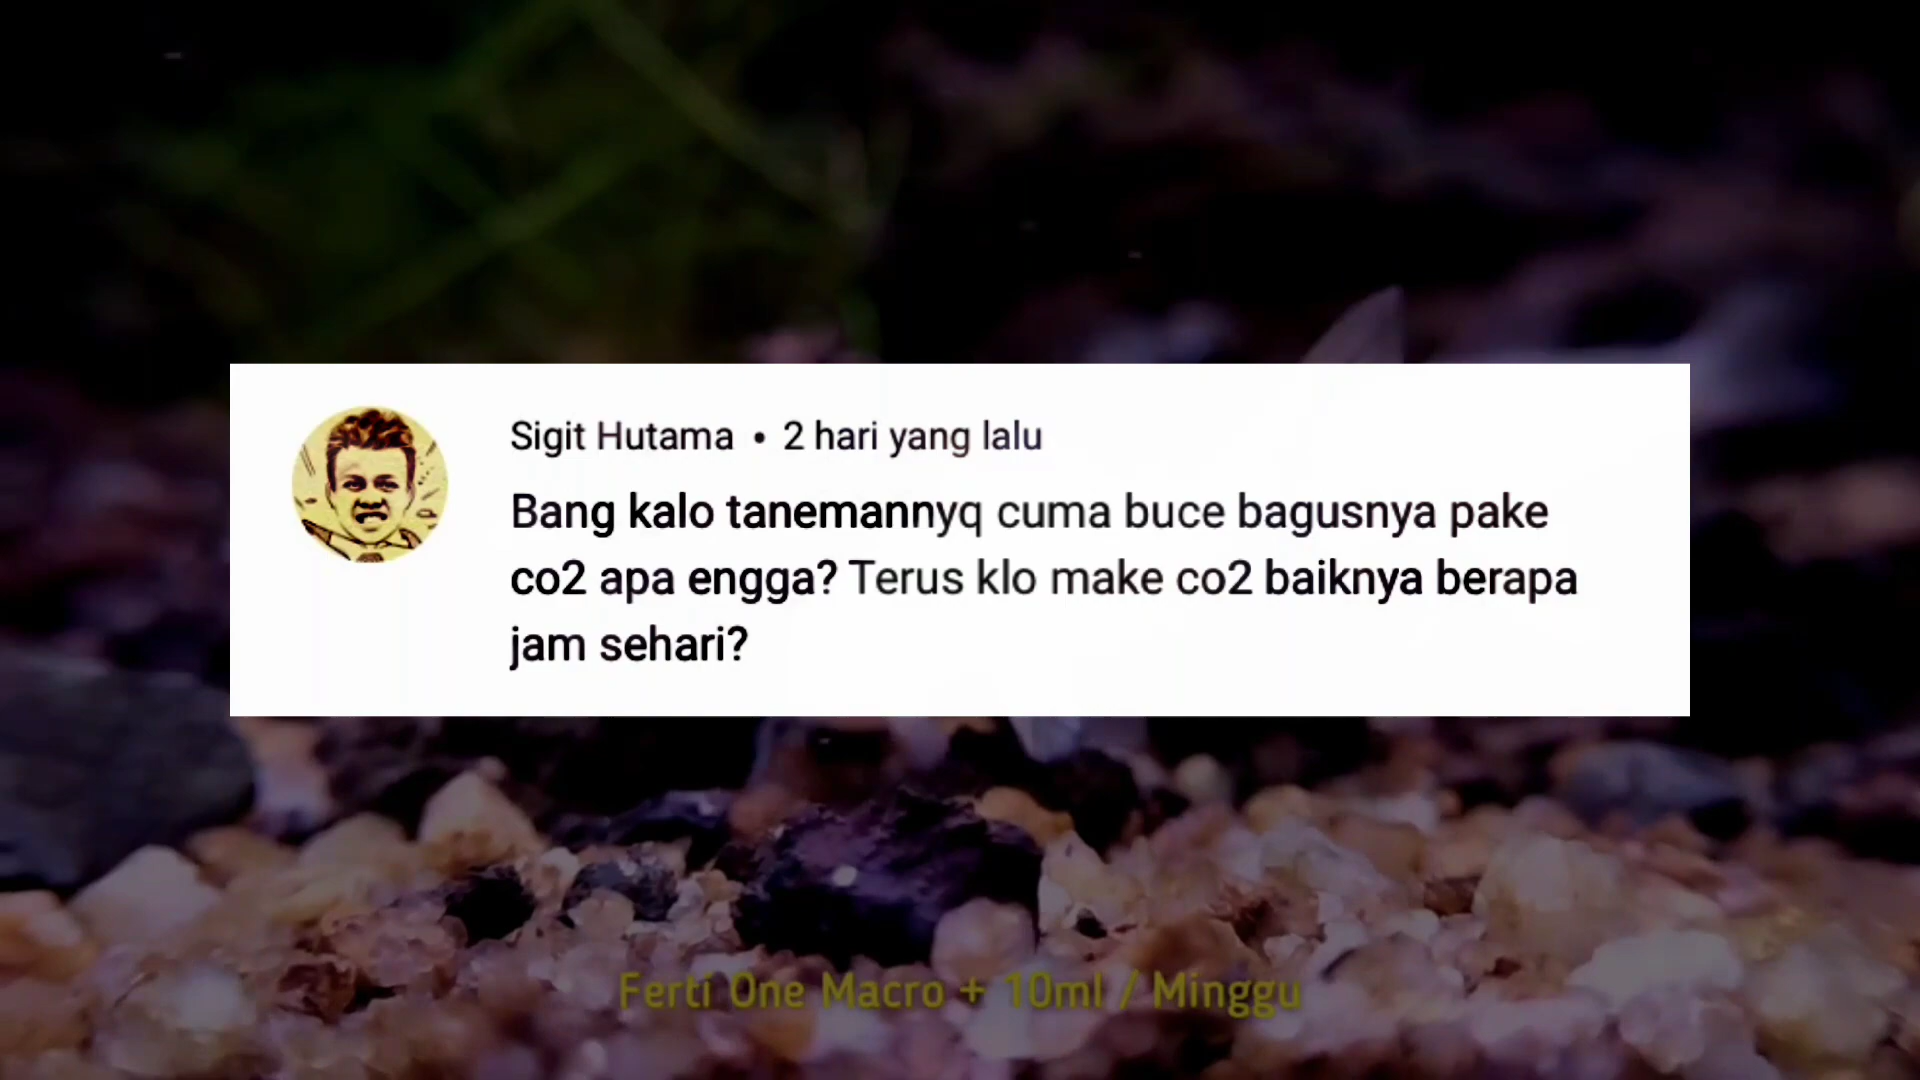 Sigit Hutama • 2 hari yang lalu
Bang kalo tanemannyq cuma buce bagusnya pake
co2 apa engga? Terus klo make co2 baiknya berapa
jam sehari?
Ferti One Macro + 10ml / Minggu